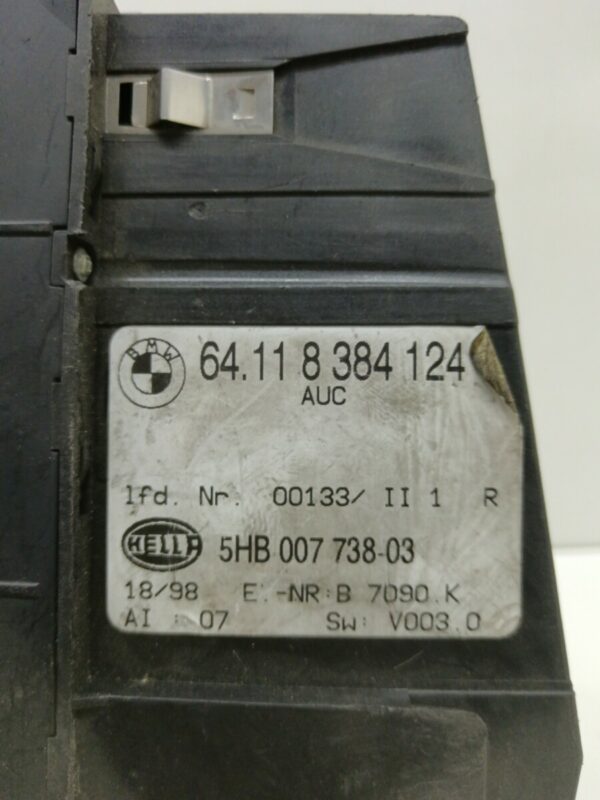 BMW 64.11 8 384 124
AUC
lfd. Nr. 00133/ II 1 R
HELLA 5HB 007 738-03
18/98 E.-NR:B 7090.K
AI : 07 Sw: V003.0